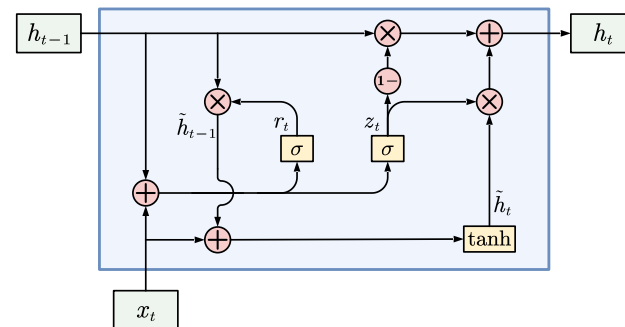 h_{t−1}
h_t
1−
r_t
z_t
h̃_{t−1}
σ
σ
h̃_t
tanh
x_t